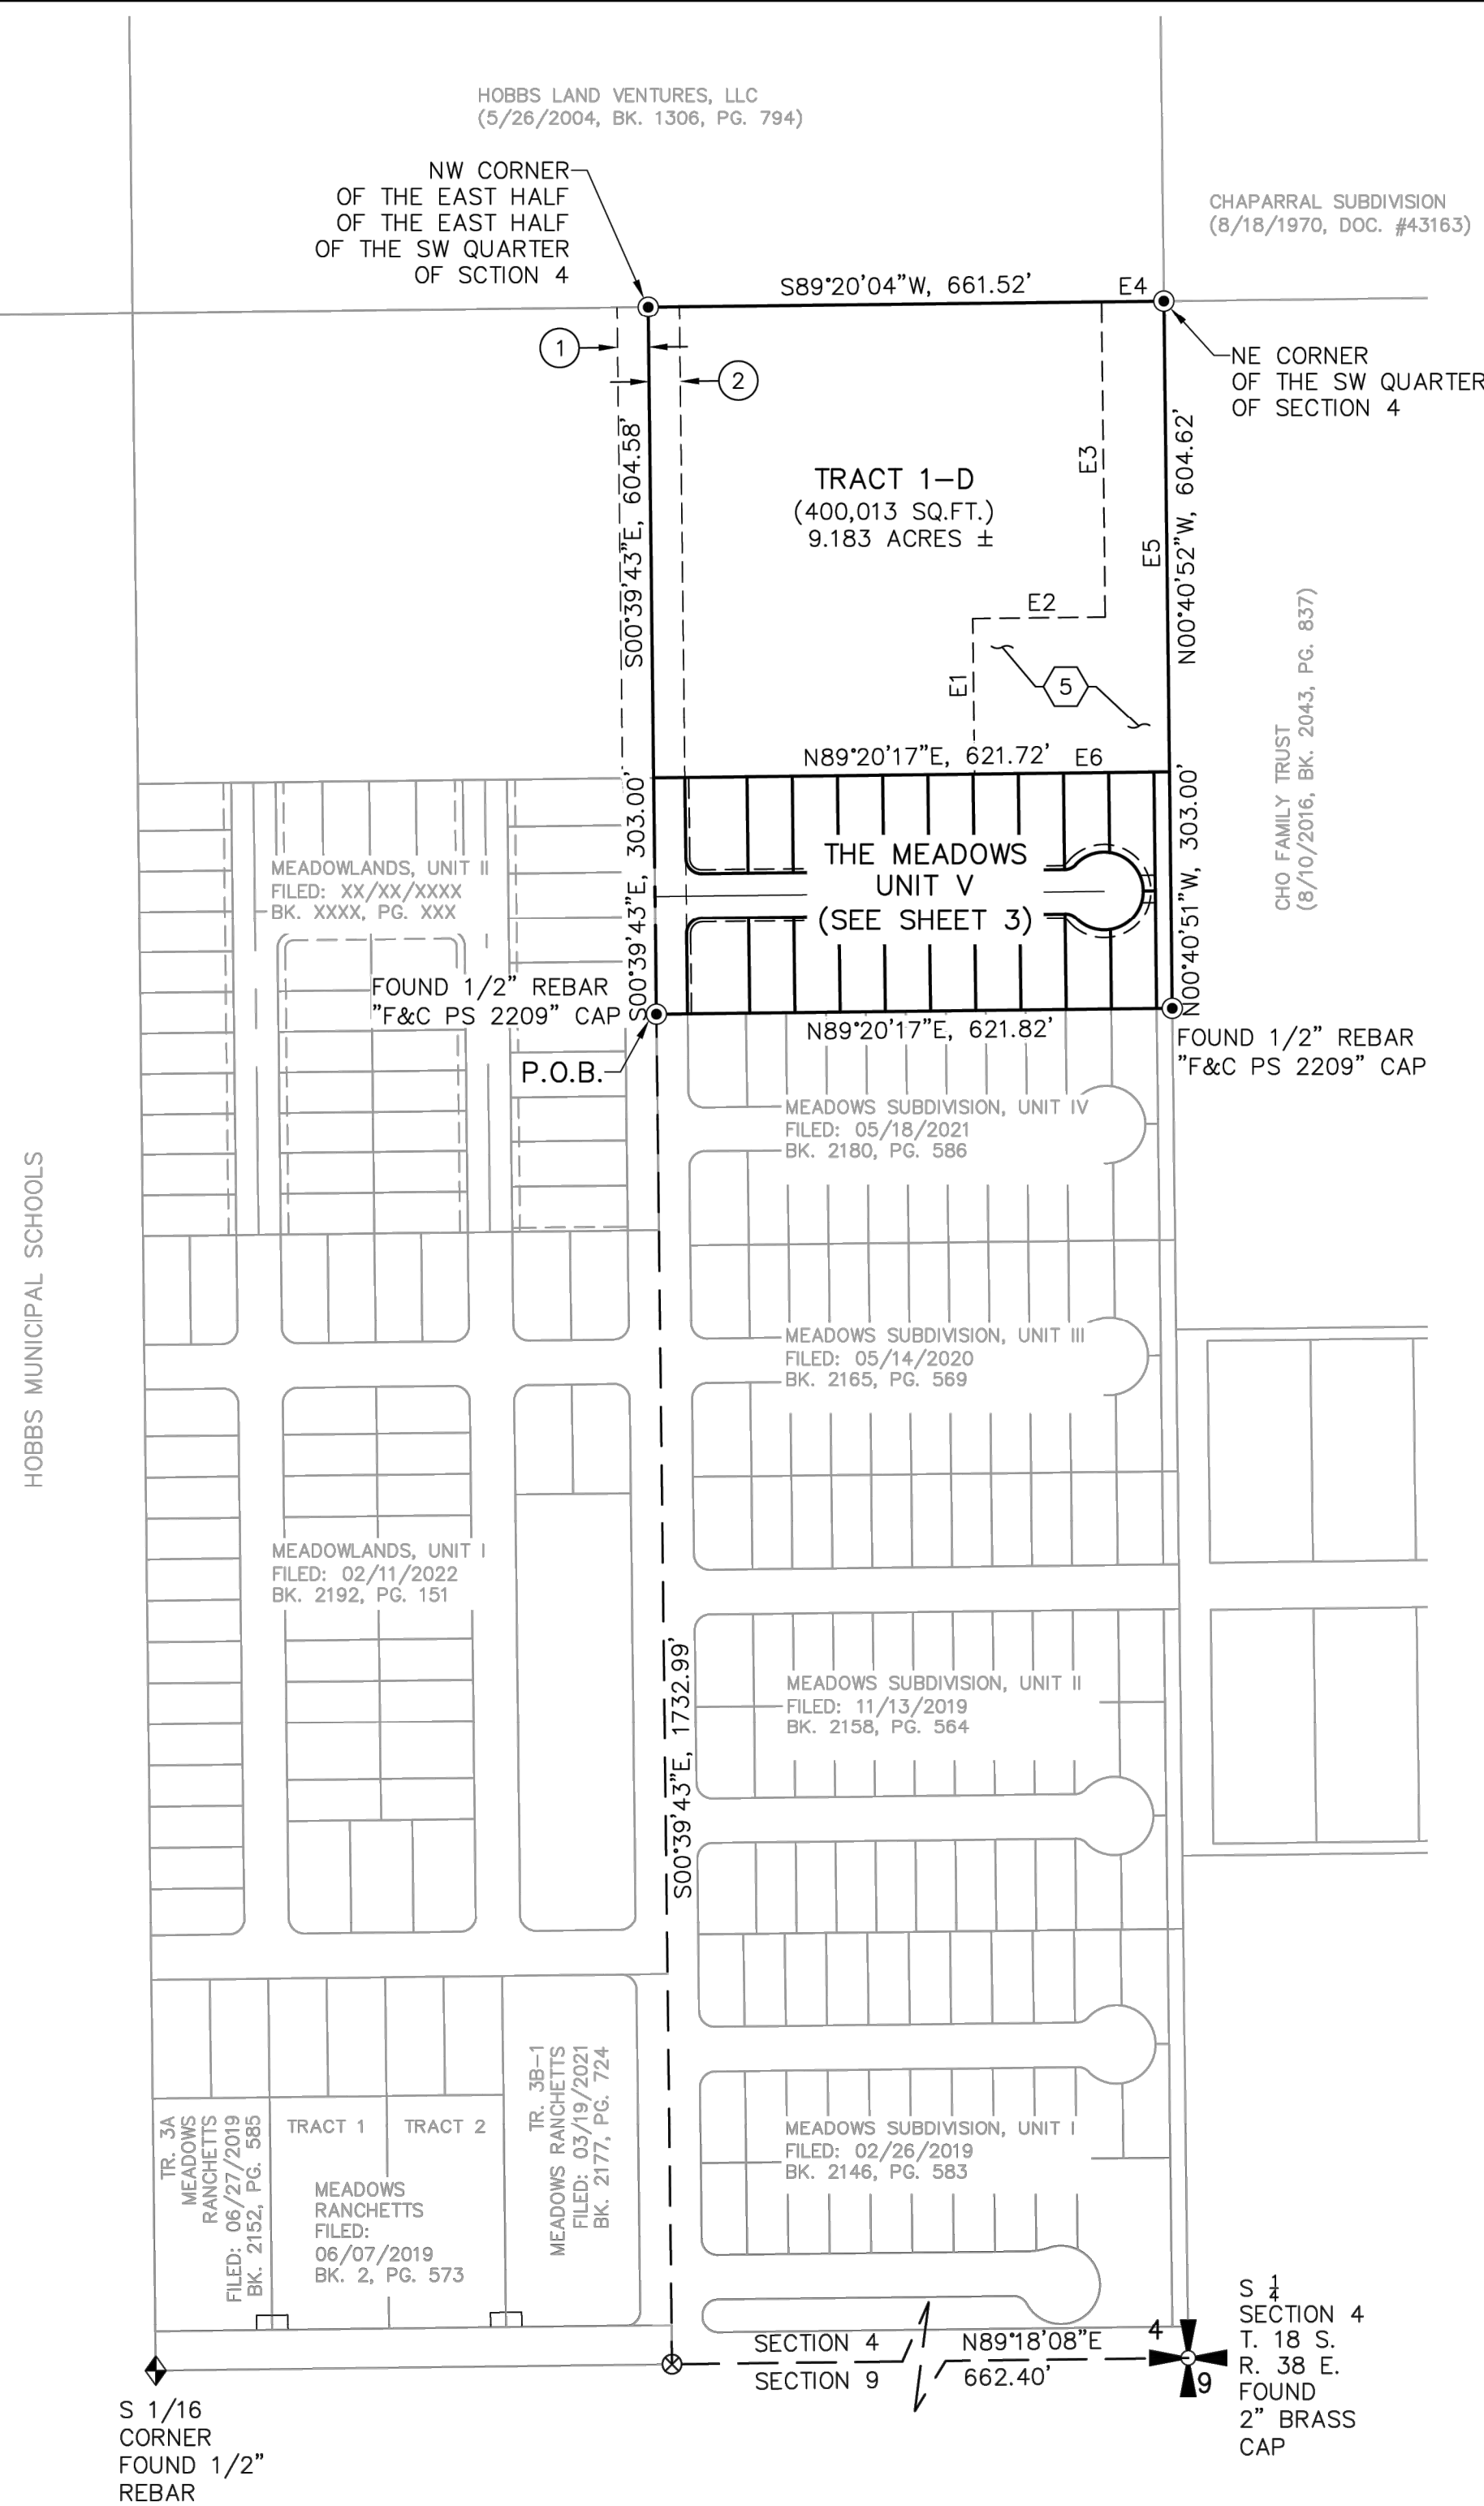 HOBBS LAND VENTURES, LLC
(5/26/2004, BK. 1306, PG. 794)
NW CORNER
OF THE EAST HALF
OF THE EAST HALF
OF THE SW QUARTER
OF SCTION 4
CHAPARRAL SUBDIVISION
(8/18/1970, DOC. #43163)
S89°20'04"W, 661.52'
E4
1
2
NE CORNER
OF THE SW QUARTER
OF SECTION 4
S00°39'43"E, 604.58'
TRACT 1-D
(400,013 SQ.FT.)
9.183 ACRES ±
E3
E5
N00°40'52"W, 604.62'
E2
E1
5
CHO FAMILY TRUST
(8/10/2016, BK. 2043, PG. 837)
N89°20'17"E, 621.72'
E6
S00°39'43"E, 303.00'
N00°40'51"W, 303.00'
MEADOWLANDS, UNIT II
FILED: XX/XX/XXXX
BK. XXXX, PG. XXX
THE MEADOWS
UNIT V
(SEE SHEET 3)
FOUND 1/2" REBAR
"F&C PS 2209" CAP
P.O.B.
N89°20'17"E, 621.82'
FOUND 1/2" REBAR
"F&C PS 2209" CAP
MEADOWS SUBDIVISION, UNIT IV
FILED: 05/18/2021
BK. 2180, PG. 586
HOBBS MUNICIPAL SCHOOLS
MEADOWS SUBDIVISION, UNIT III
FILED: 05/14/2020
BK. 2165, PG. 569
MEADOWLANDS, UNIT I
FILED: 02/11/2022
BK. 2192, PG. 151
S00°39'43"E, 1732.99'
MEADOWS SUBDIVISION, UNIT II
FILED: 11/13/2019
BK. 2158, PG. 564
TR. 3A
MEADOWS
RANCHETTS
FILED: 06/27/2019
BK. 2152, PG. 585
TRACT 1
TRACT 2
MEADOWS
RANCHETTS
FILED:
06/07/2019
BK. 2, PG. 573
TR. 3B-1
MEADOWS RANCHETTS
FILED: 03/19/2021
BK. 2177, PG. 724
MEADOWS SUBDIVISION, UNIT I
FILED: 02/26/2019
BK. 2146, PG. 583
SECTION 4
SECTION 9
N89°18'08"E
662.40'
4
9
S 1/4
SECTION 4
T. 18 S.
R. 38 E.
FOUND
2" BRASS
CAP
S 1/16
CORNER
FOUND 1/2"
REBAR